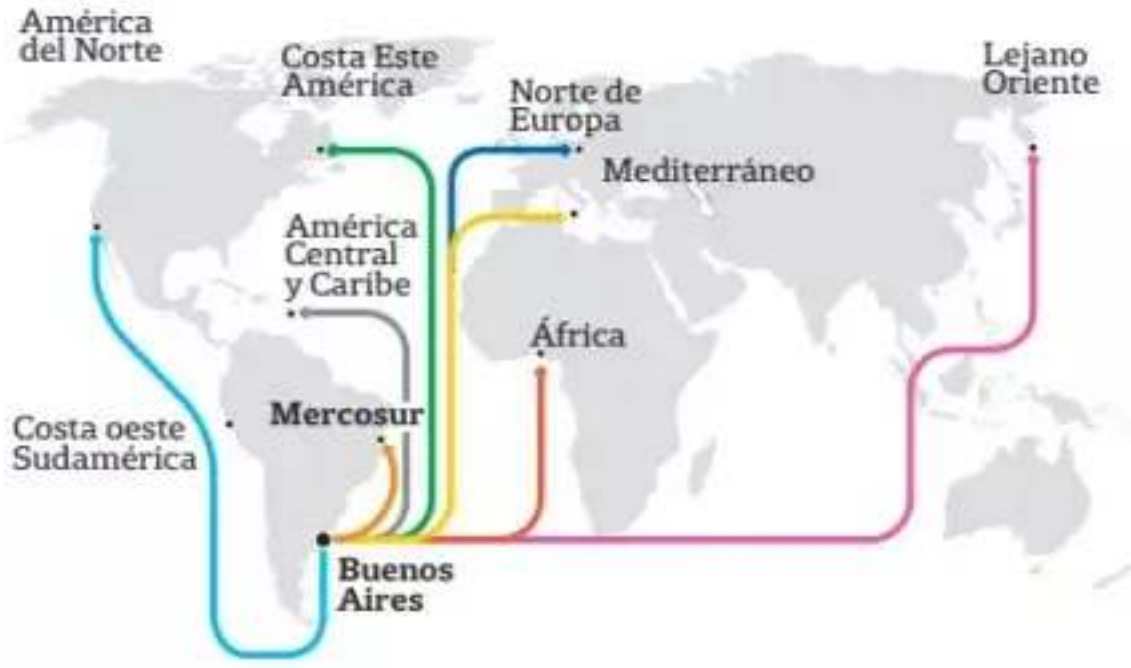 América
del Norte
Costa Este
América
Norte de
Europa
Lejano
Oriente
Mediterráneo
América
Central
y Caribe
África
Mercosur
Costa oeste
Sudamérica
Buenos
Aires